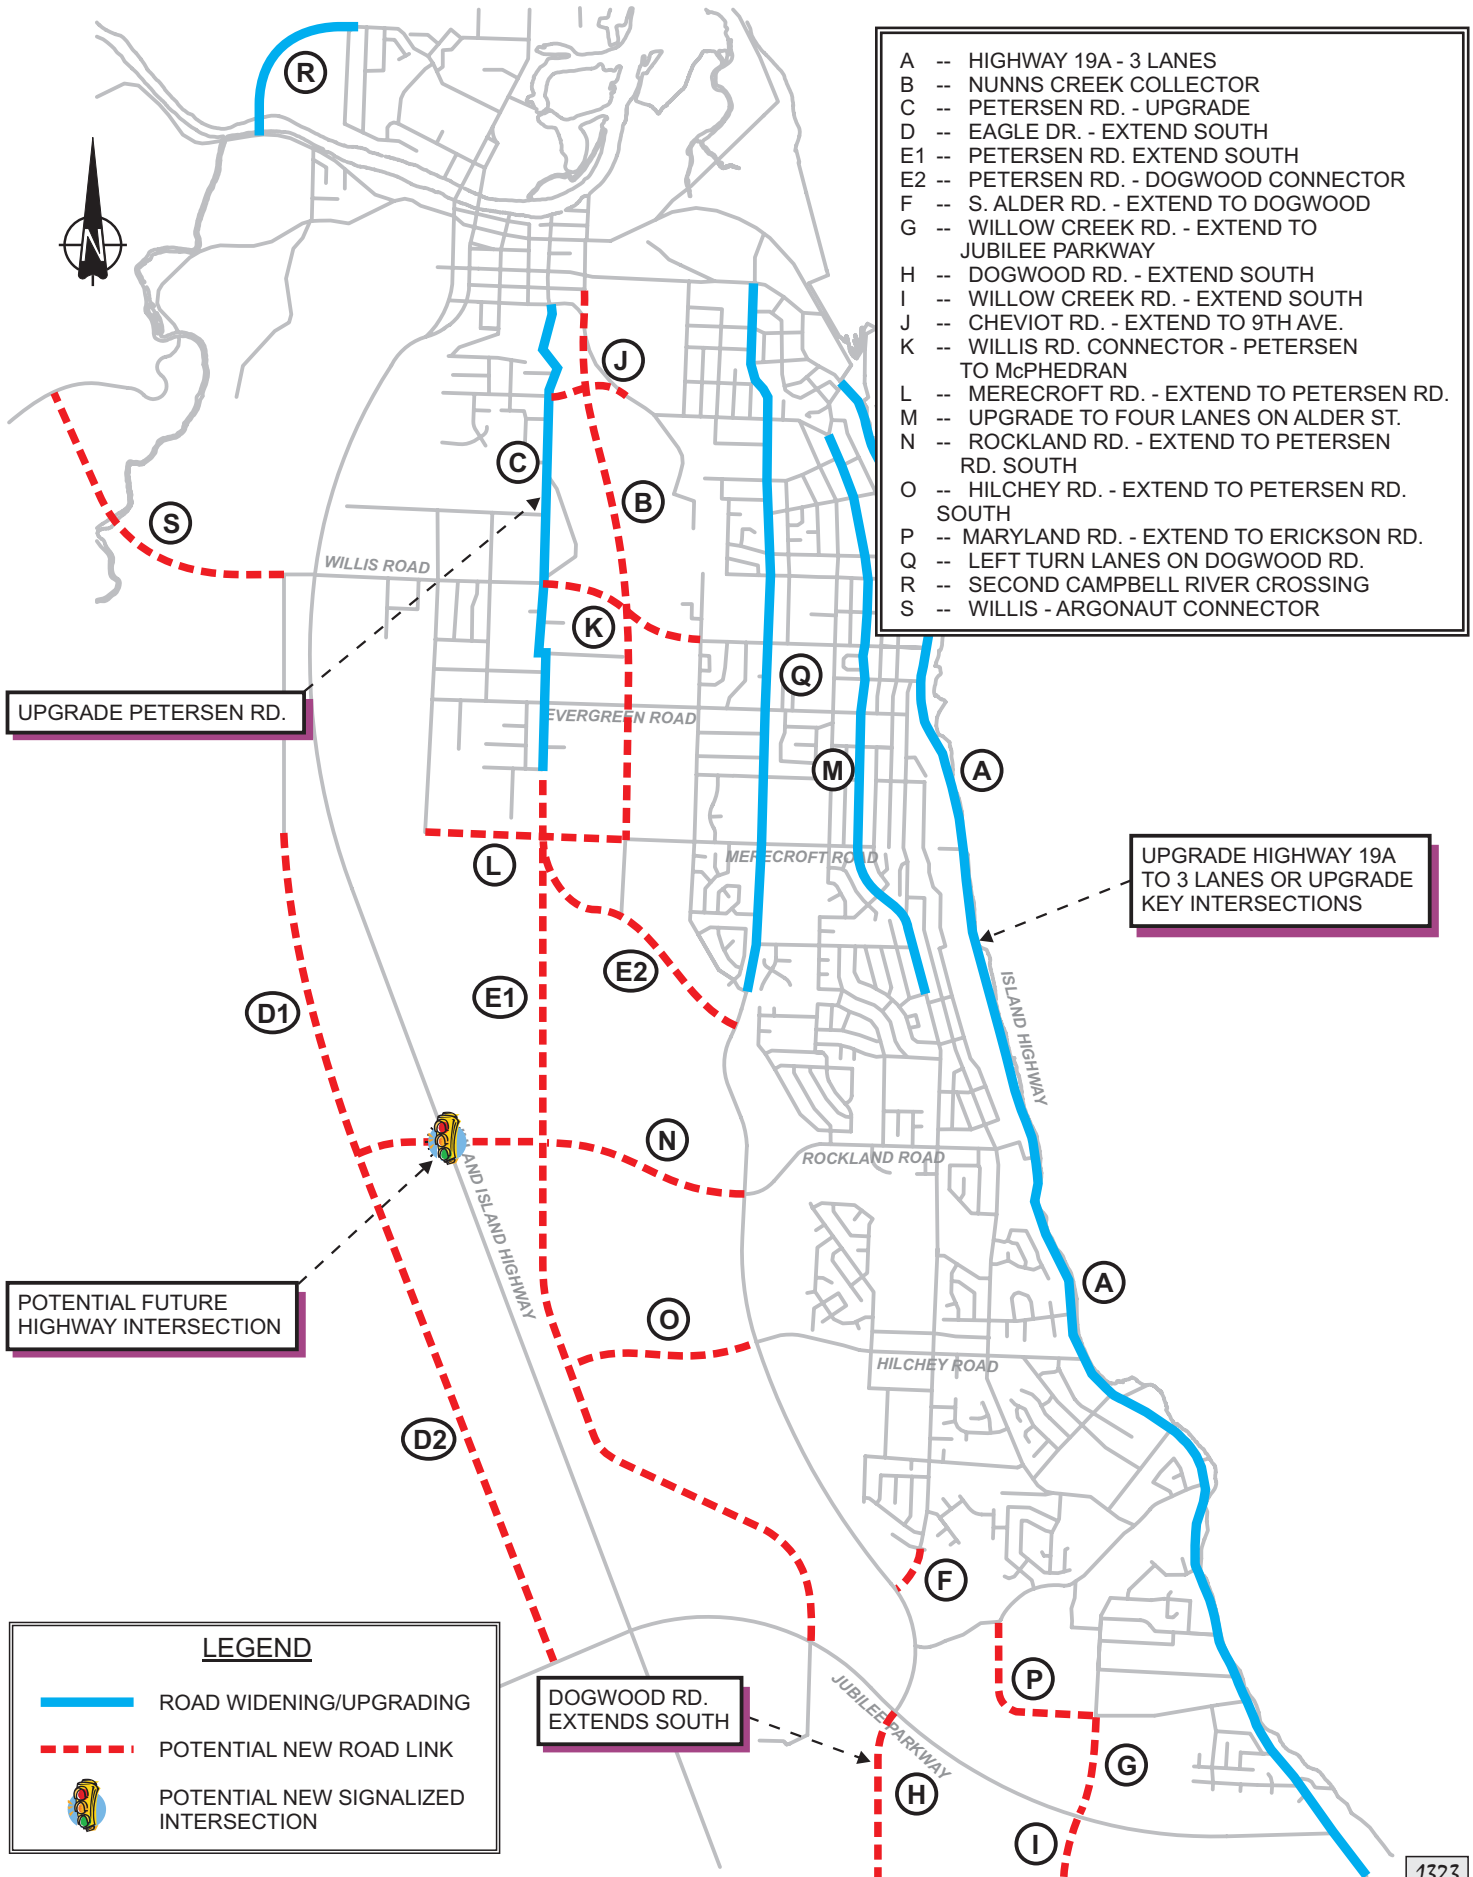 R
A -- HIGHWAY 19A - 3 LANES
B -- NUNNS CREEK COLLECTOR
C -- PETERSEN RD. - UPGRADE
D -- EAGLE DR. - EXTEND SOUTH
E1 -- PETERSEN RD. EXTEND SOUTH
E2 -- PETERSEN RD. - DOGWOOD CONNECTOR
F -- S. ALDER RD. - EXTEND TO DOGWOOD
G -- WILLOW CREEK RD. - EXTEND TO
JUBILEE PARKWAY
H -- DOGWOOD RD. - EXTEND SOUTH
I -- WILLOW CREEK RD. - EXTEND SOUTH
J -- CHEVIOT RD. - EXTEND TO 9TH AVE.
K -- WILLIS RD. CONNECTOR - PETERSEN
TO McPHEDRAN
L -- MERECROFT RD. - EXTEND TO PETERSEN RD.
M -- UPGRADE TO FOUR LANES ON ALDER ST.
N -- ROCKLAND RD. - EXTEND TO PETERSEN
RD. SOUTH
O -- HILCHEY RD. - EXTEND TO PETERSEN RD.
SOUTH
P -- MARYLAND RD. - EXTEND TO ERICKSON RD.
Q -- LEFT TURN LANES ON DOGWOOD RD.
R -- SECOND CAMPBELL RIVER CROSSING
S -- WILLIS - ARGONAUT CONNECTOR
N
J
C
B
S
WILLIS ROAD
K
Q
UPGRADE PETERSEN RD.
EVERGREEN ROAD
M
A
L
MERECROFT ROAD
UPGRADE HIGHWAY 19A
TO 3 LANES OR UPGRADE
KEY INTERSECTIONS
E2
E1
D1
ISLAND HIGHWAY
N
ROCKLAND ROAD
AND ISLAND HIGHWAY
A
POTENTIAL FUTURE
HIGHWAY INTERSECTION
O
HILCHEY ROAD
D2
F
LEGEND
ROAD WIDENING/UPGRADING
POTENTIAL NEW ROAD LINK
POTENTIAL NEW SIGNALIZED
INTERSECTION
DOGWOOD RD.
EXTENDS SOUTH
JUBILEE PARKWAY
P
G
H
I
1323